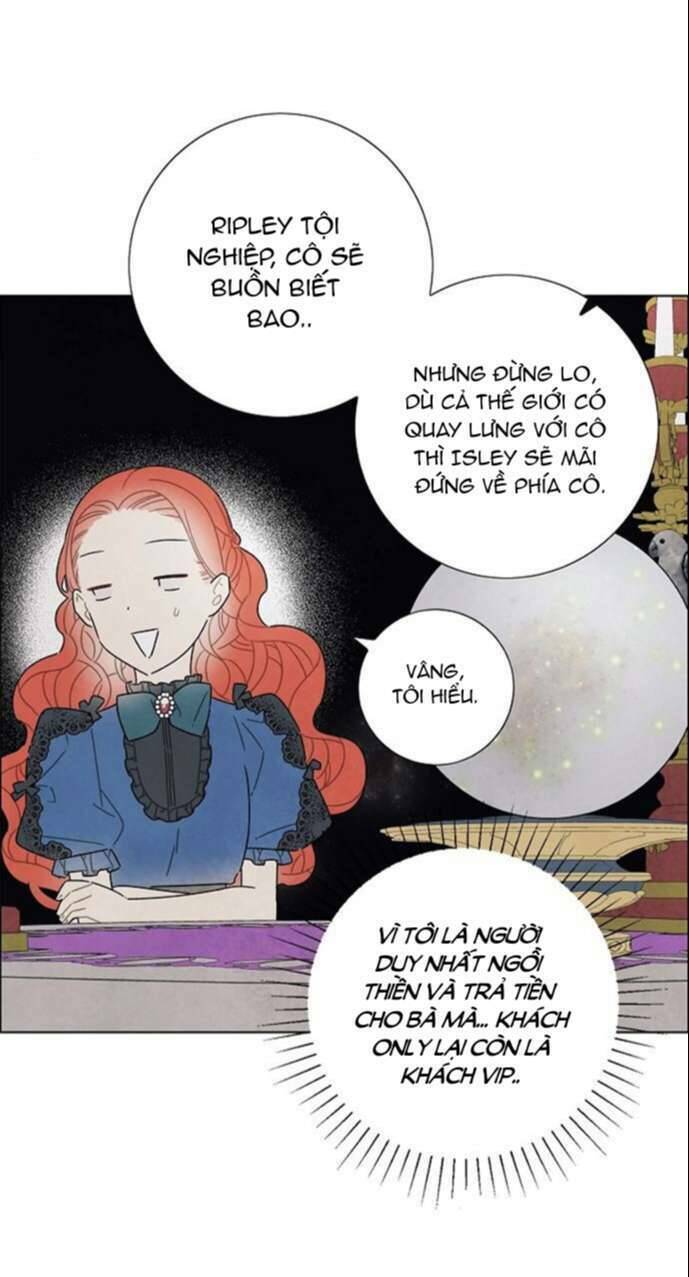 RIPLEY TỘI
NGHIỆP, CÔ SẼ
BUỒN BIẾT
BAO..
NHƯNG ĐỪNG LO,
DÙ CẢ THẾ GIỚI CÓ
QUAY LƯNG VỚI CÔ
THÌ ISLEY SẼ MÃI
ĐỨNG VỀ PHÍA CÔ.
VÂNG,
TÔI HIỂU.
VÌ TÔI LÀ NGƯỜI
DUY NHẤT NGỒI
THIỀN VÀ TRẢ TIỀN
CHO BÀ MÀ... KHÁCH
ONLY LẠI CÒN LÀ
KHÁCH VIP..